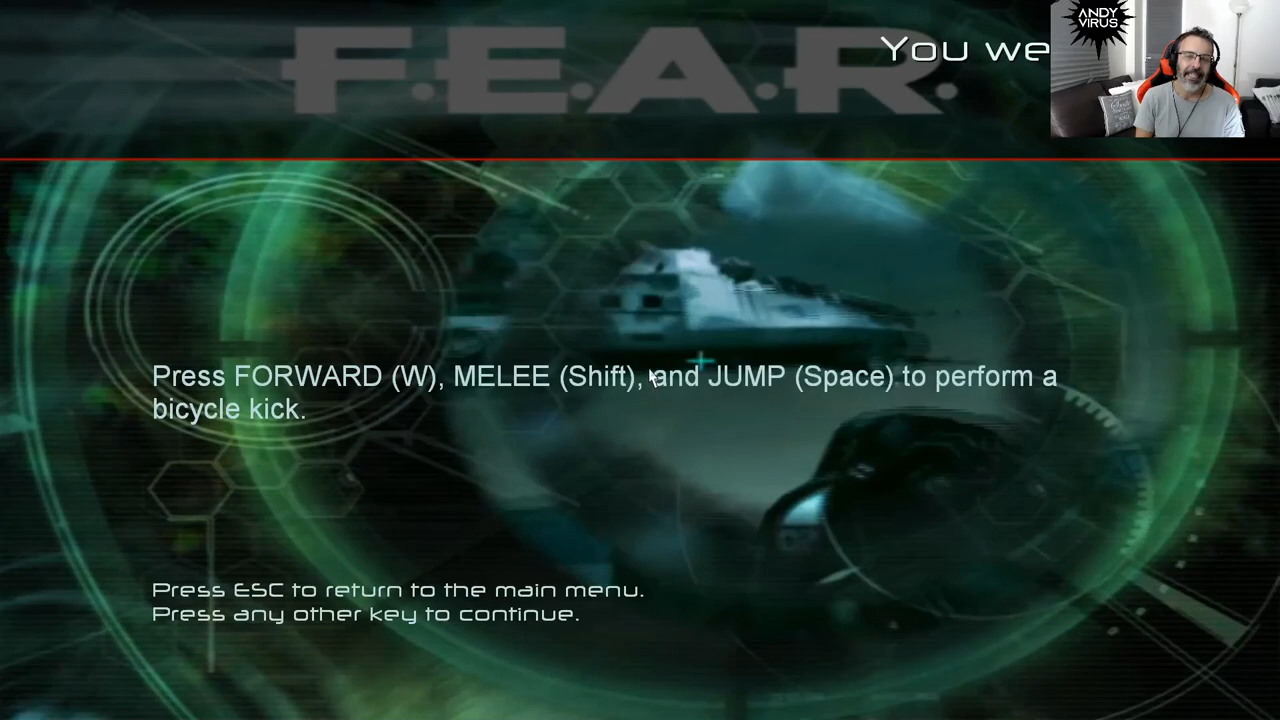 F.E.A.R.
You we
ANDY
VIRUS
Press FORWARD (W), MELEE (Shift), and JUMP (Space) to perform a
bicycle kick.
Press ESC to return to the main menu.
Press any other key to continue.